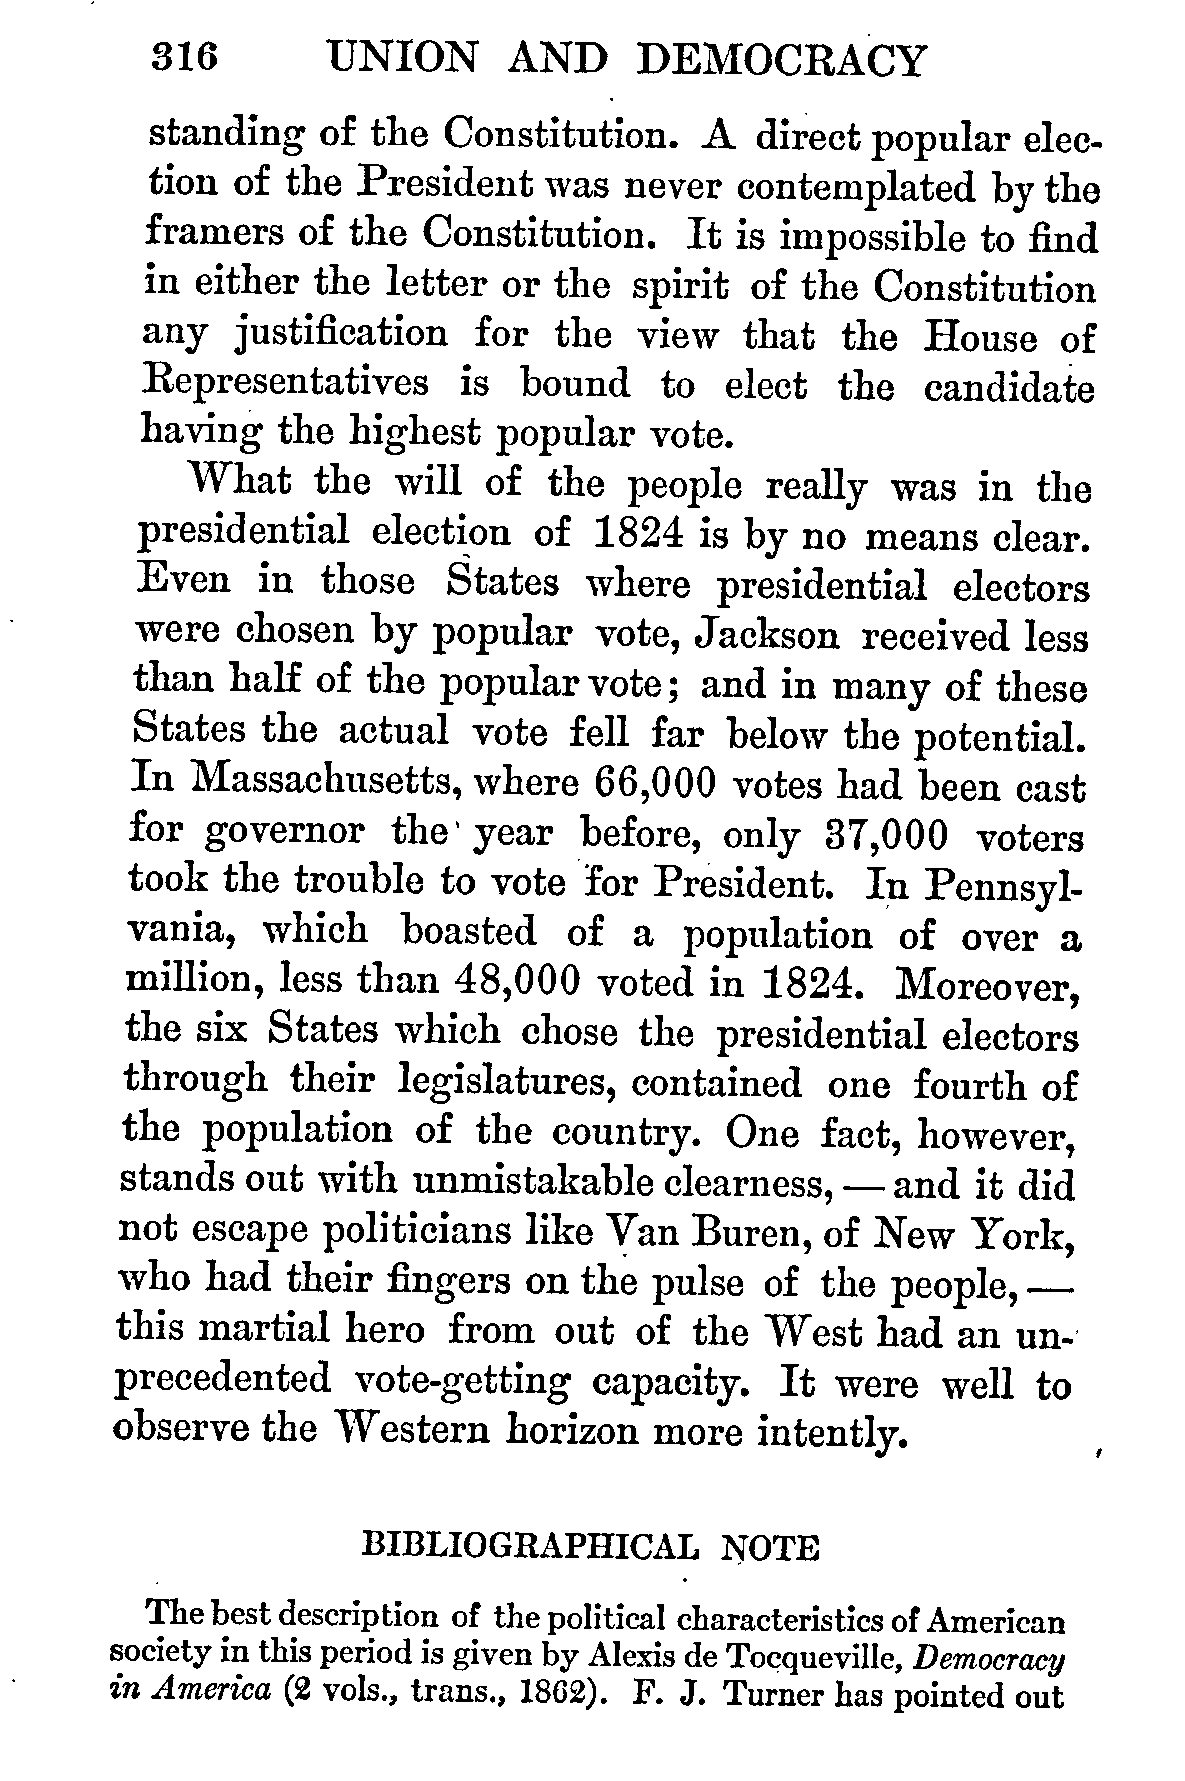 316 UNION AND DEMOCRACY
standing of the Constitution. A direct popular elec-
tion of the President was never contemplated by the
framers of the Constitution. It is impossible to find
in either the letter or the spirit of the Constitution
any justification for the view that the House of
Representatives is bound to elect the candidate
having the highest popular vote.
What the will of the people really was in the
presidential election of 1824 is by no means clear.
Even in those States where presidential electors
were chosen by popular vote, Jackson received less
than half of the popular vote; and in many of these
States the actual vote fell far below the potential.
In Massachusetts, where 66,000 votes had been cast
for governor the year before, only 37,000 voters
took the trouble to vote for President. In Pennsyl-
vania, which boasted of a population of over a
million, less than 48,000 voted in 1824. Moreover,
the six States which chose the presidential electors
through their legislatures, contained one fourth of
the population of the country. One fact, however,
stands out with unmistakable clearness, — and it did
not escape politicians like Van Buren, of New York,
who had their fingers on the pulse of the people, —
this martial hero from out of the West had an un-
precedented vote-getting capacity. It were well to
observe the Western horizon more intently.
BIBLIOGRAPHICAL NOTE
The best description of the political characteristics of American
society in this period is given by Alexis de Tocqueville, Democracy
in America (2 vols., trans., 1862). F. J. Turner has pointed out